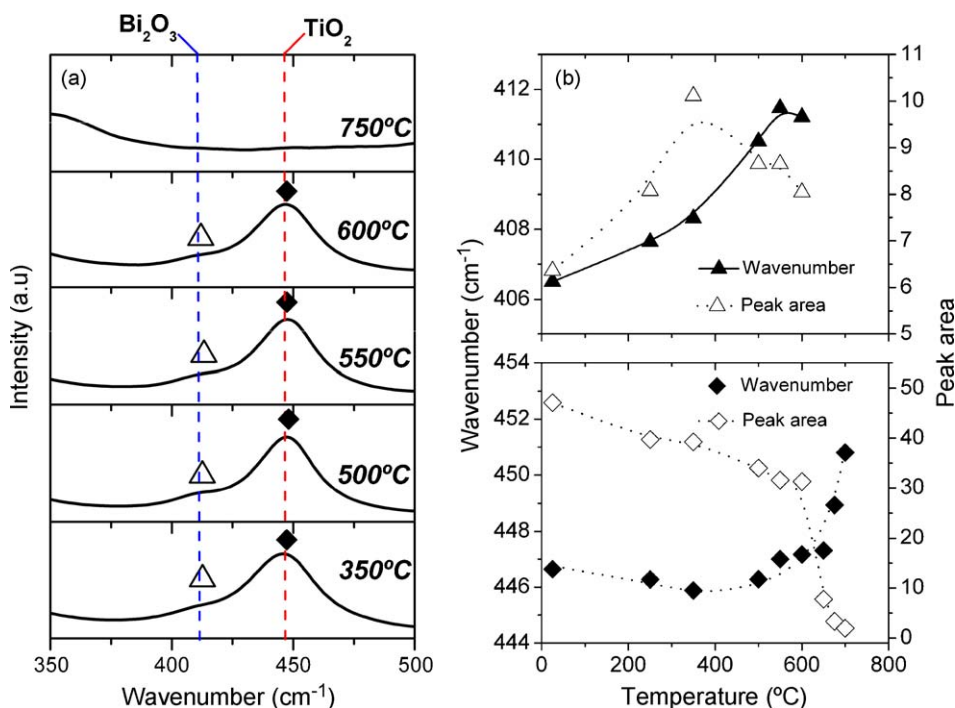 Bi₂O₃
TiO₂
(a)
750ºC
600ºC
550ºC
500ºC
350ºC
Intensity (a.u)
350 400 450 500
Wavenumber (cm⁻¹)
(b)
412
410
408
406
11
10
9
8
7
6
5
Wavenumber
Peak area
Wavenumber (cm⁻¹)
Peak area
454
452
450
448
446
444
50
40
30
20
10
0
Wavenumber
Peak area
0 200 400 600 800
Temperature (ºC)